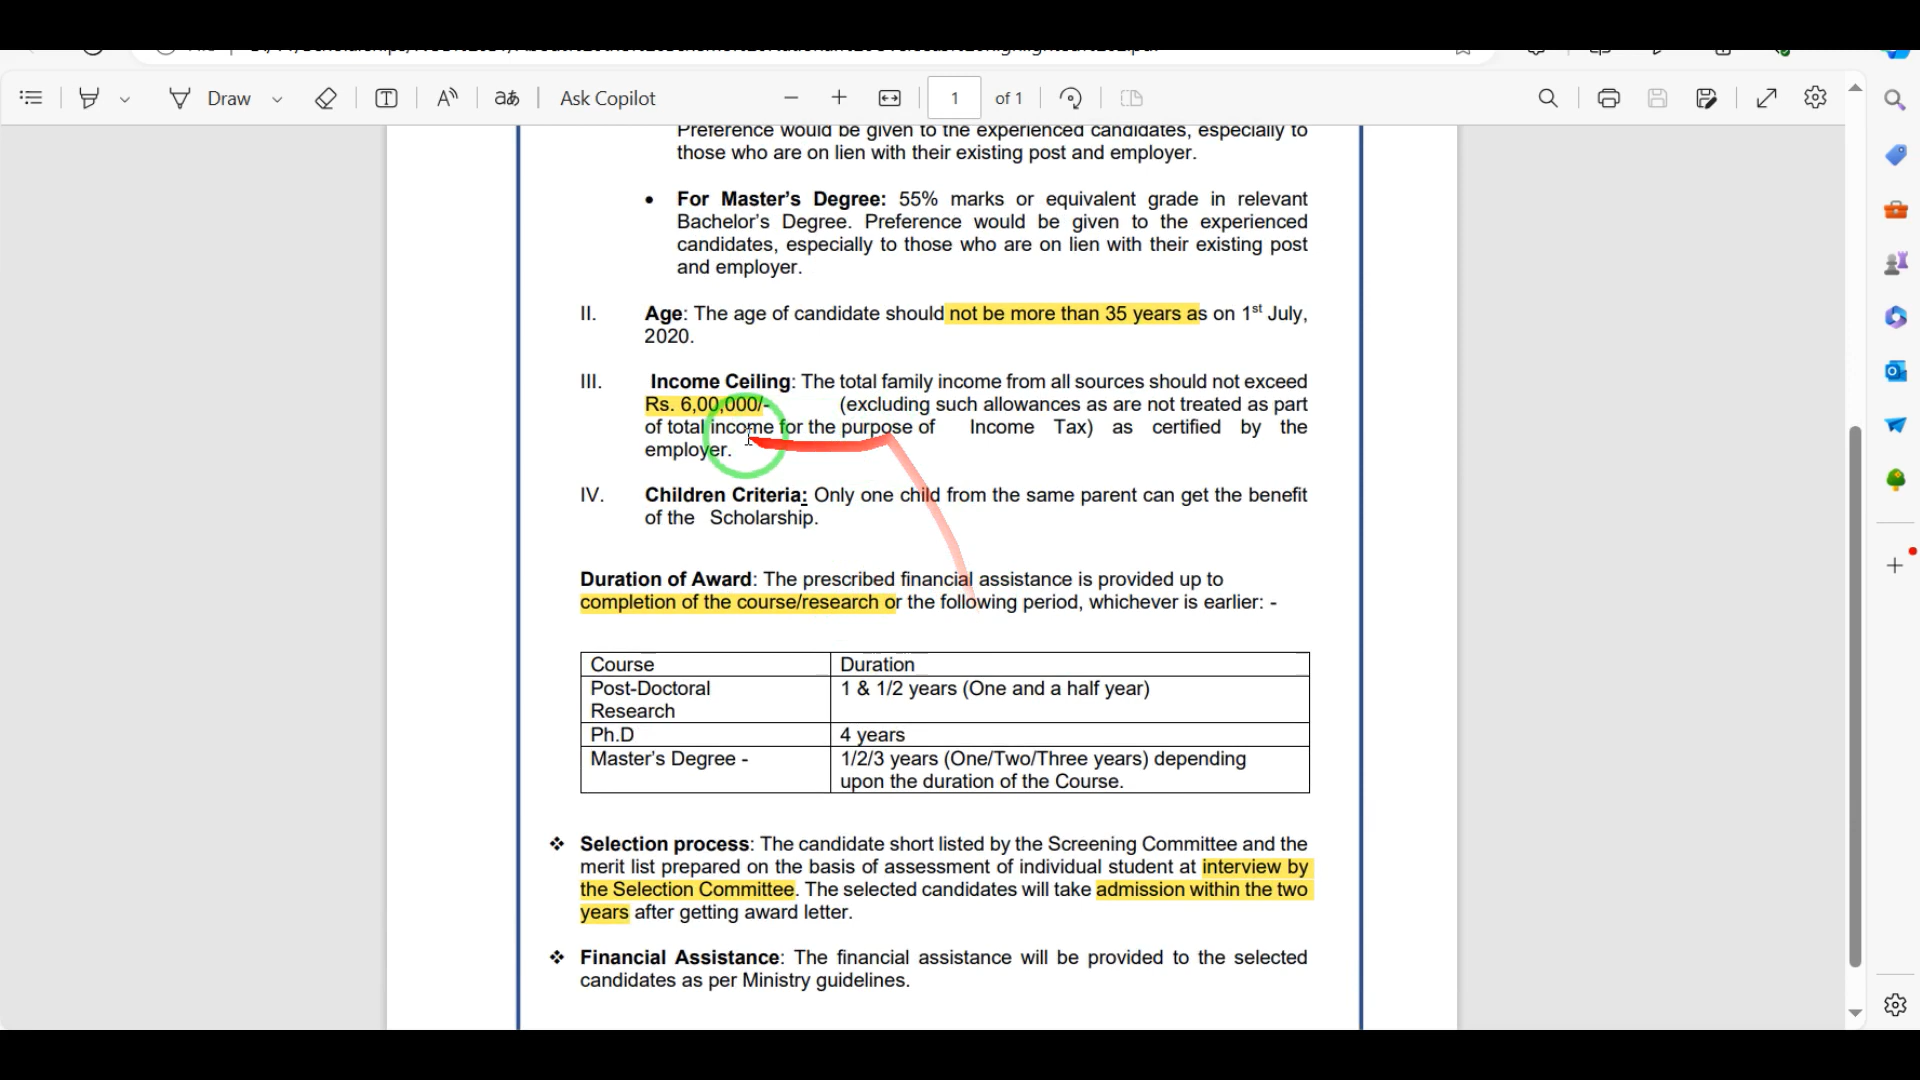 Draw
aあ
Ask Copilot
1 of 1
Preference would be given to the experienced candidates, especially to
those who are on lien with their existing post and employer.
• For Master's Degree: 55% marks or equivalent grade in relevant
Bachelor's Degree. Preference would be given to the experienced
candidates, especially to those who are on lien with their existing post
and employer.
II. Age: The age of candidate should not be more than 35 years as on 1st July,
2020.
III. Income Ceiling: The total family income from all sources should not exceed
Rs. 6,00,000/- (excluding such allowances as are not treated as part
of total income for the purpose of Income Tax) as certified by the
employer.
IV. Children Criteria: Only one child from the same parent can get the benefit
of the Scholarship.
Duration of Award: The prescribed financial assistance is provided up to
completion of the course/research or the following period, whichever is earlier: -
Course Duration
Post-Doctoral 1 & 1/2 years (One and a half year)
Research
Ph.D 4 years
Master's Degree - 1/2/3 years (One/Two/Three years) depending
upon the duration of the Course.
❖ Selection process: The candidate short listed by the Screening Committee and the
merit list prepared on the basis of assessment of individual student at interview by
the Selection Committee. The selected candidates will take admission within the two
years after getting award letter.
❖ Financial Assistance: The financial assistance will be provided to the selected
candidates as per Ministry guidelines.